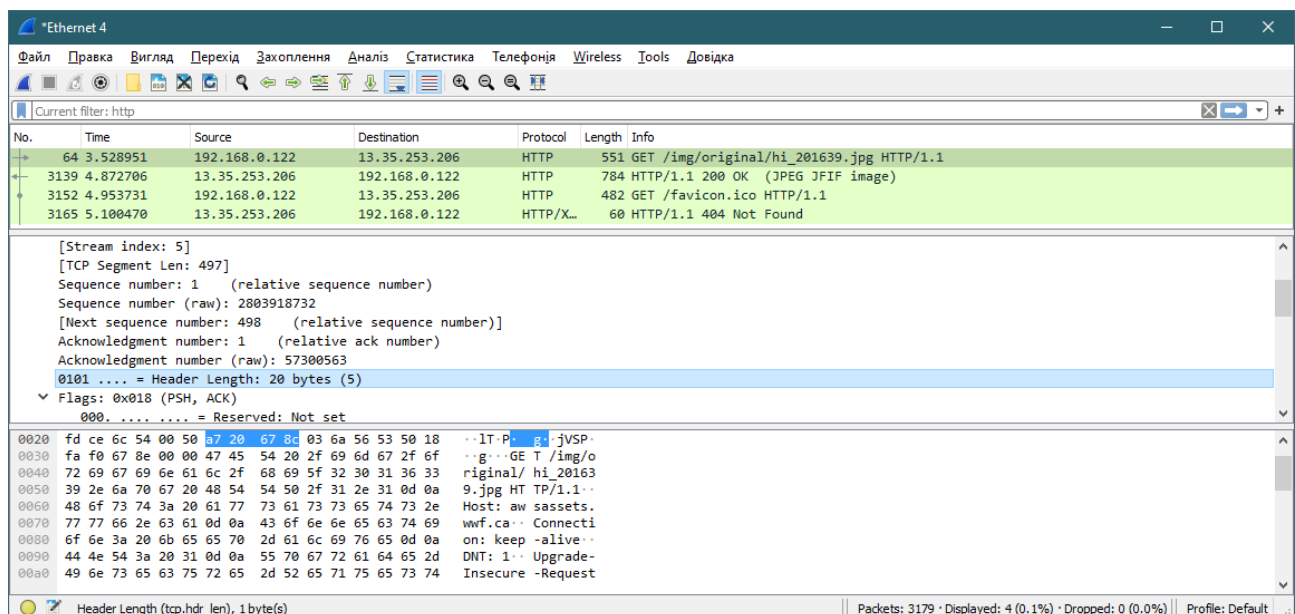 *Ethernet 4
Файл Правка Вигляд Перехід Захоплення Аналіз Статистика Телефонія Wireless Tools Довідка
Current filter: http
No. Time Source Destination Protocol Length Info
64 3.528951 192.168.0.122 13.35.253.206 HTTP 551 GET /img/original/hi_201639.jpg HTTP/1.1
3139 4.872706 13.35.253.206 192.168.0.122 HTTP 784 HTTP/1.1 200 OK (JPEG JFIF image)
3152 4.953731 192.168.0.122 13.35.253.206 HTTP 482 GET /favicon.ico HTTP/1.1
3165 5.100470 13.35.253.206 192.168.0.122 HTTP/X… 60 HTTP/1.1 404 Not Found
[Stream index: 5]
[TCP Segment Len: 497]
Sequence number: 1 (relative sequence number)
Sequence number (raw): 2803918732
[Next sequence number: 498 (relative sequence number)]
Acknowledgment number: 1 (relative ack number)
Acknowledgment number (raw): 57300563
0101 .... = Header Length: 20 bytes (5)
Flags: 0x018 (PSH, ACK)
000. .... .... = Reserved: Not set
0020 fd ce 6c 54 00 50 a7 20 67 8c 03 6a 56 53 50 18 ··lT·P· g··jVSP·
0030 fa f0 67 8e 00 00 47 45 54 20 2f 69 6d 67 2f 6f ··g···GE T /img/o
0040 72 69 67 69 6e 61 6c 2f 68 69 5f 32 30 31 36 33 riginal/ hi_20163
0050 39 2e 6a 70 67 20 48 54 54 50 2f 31 2e 31 0d 0a 9.jpg HT TP/1.1··
0060 48 6f 73 74 3a 20 61 77 73 61 73 73 65 74 73 2e Host: aw sassets.
0070 77 77 66 2e 63 61 0d 0a 43 6f 6e 6e 65 63 74 69 wwf.ca·· Connecti
0080 6f 6e 3a 20 6b 65 65 70 2d 61 6c 69 76 65 0d 0a on: keep -alive··
0090 44 4e 54 3a 20 31 0d 0a 55 70 67 72 61 64 65 2d DNT: 1·· Upgrade-
00a0 49 6e 73 65 63 75 72 65 2d 52 65 71 75 65 73 74 Insecure -Request
Header Length (tcp.hdr_len), 1 byte(s) Packets: 3179 · Displayed: 4 (0.1%) · Dropped: 0 (0.0%) Profile: Default